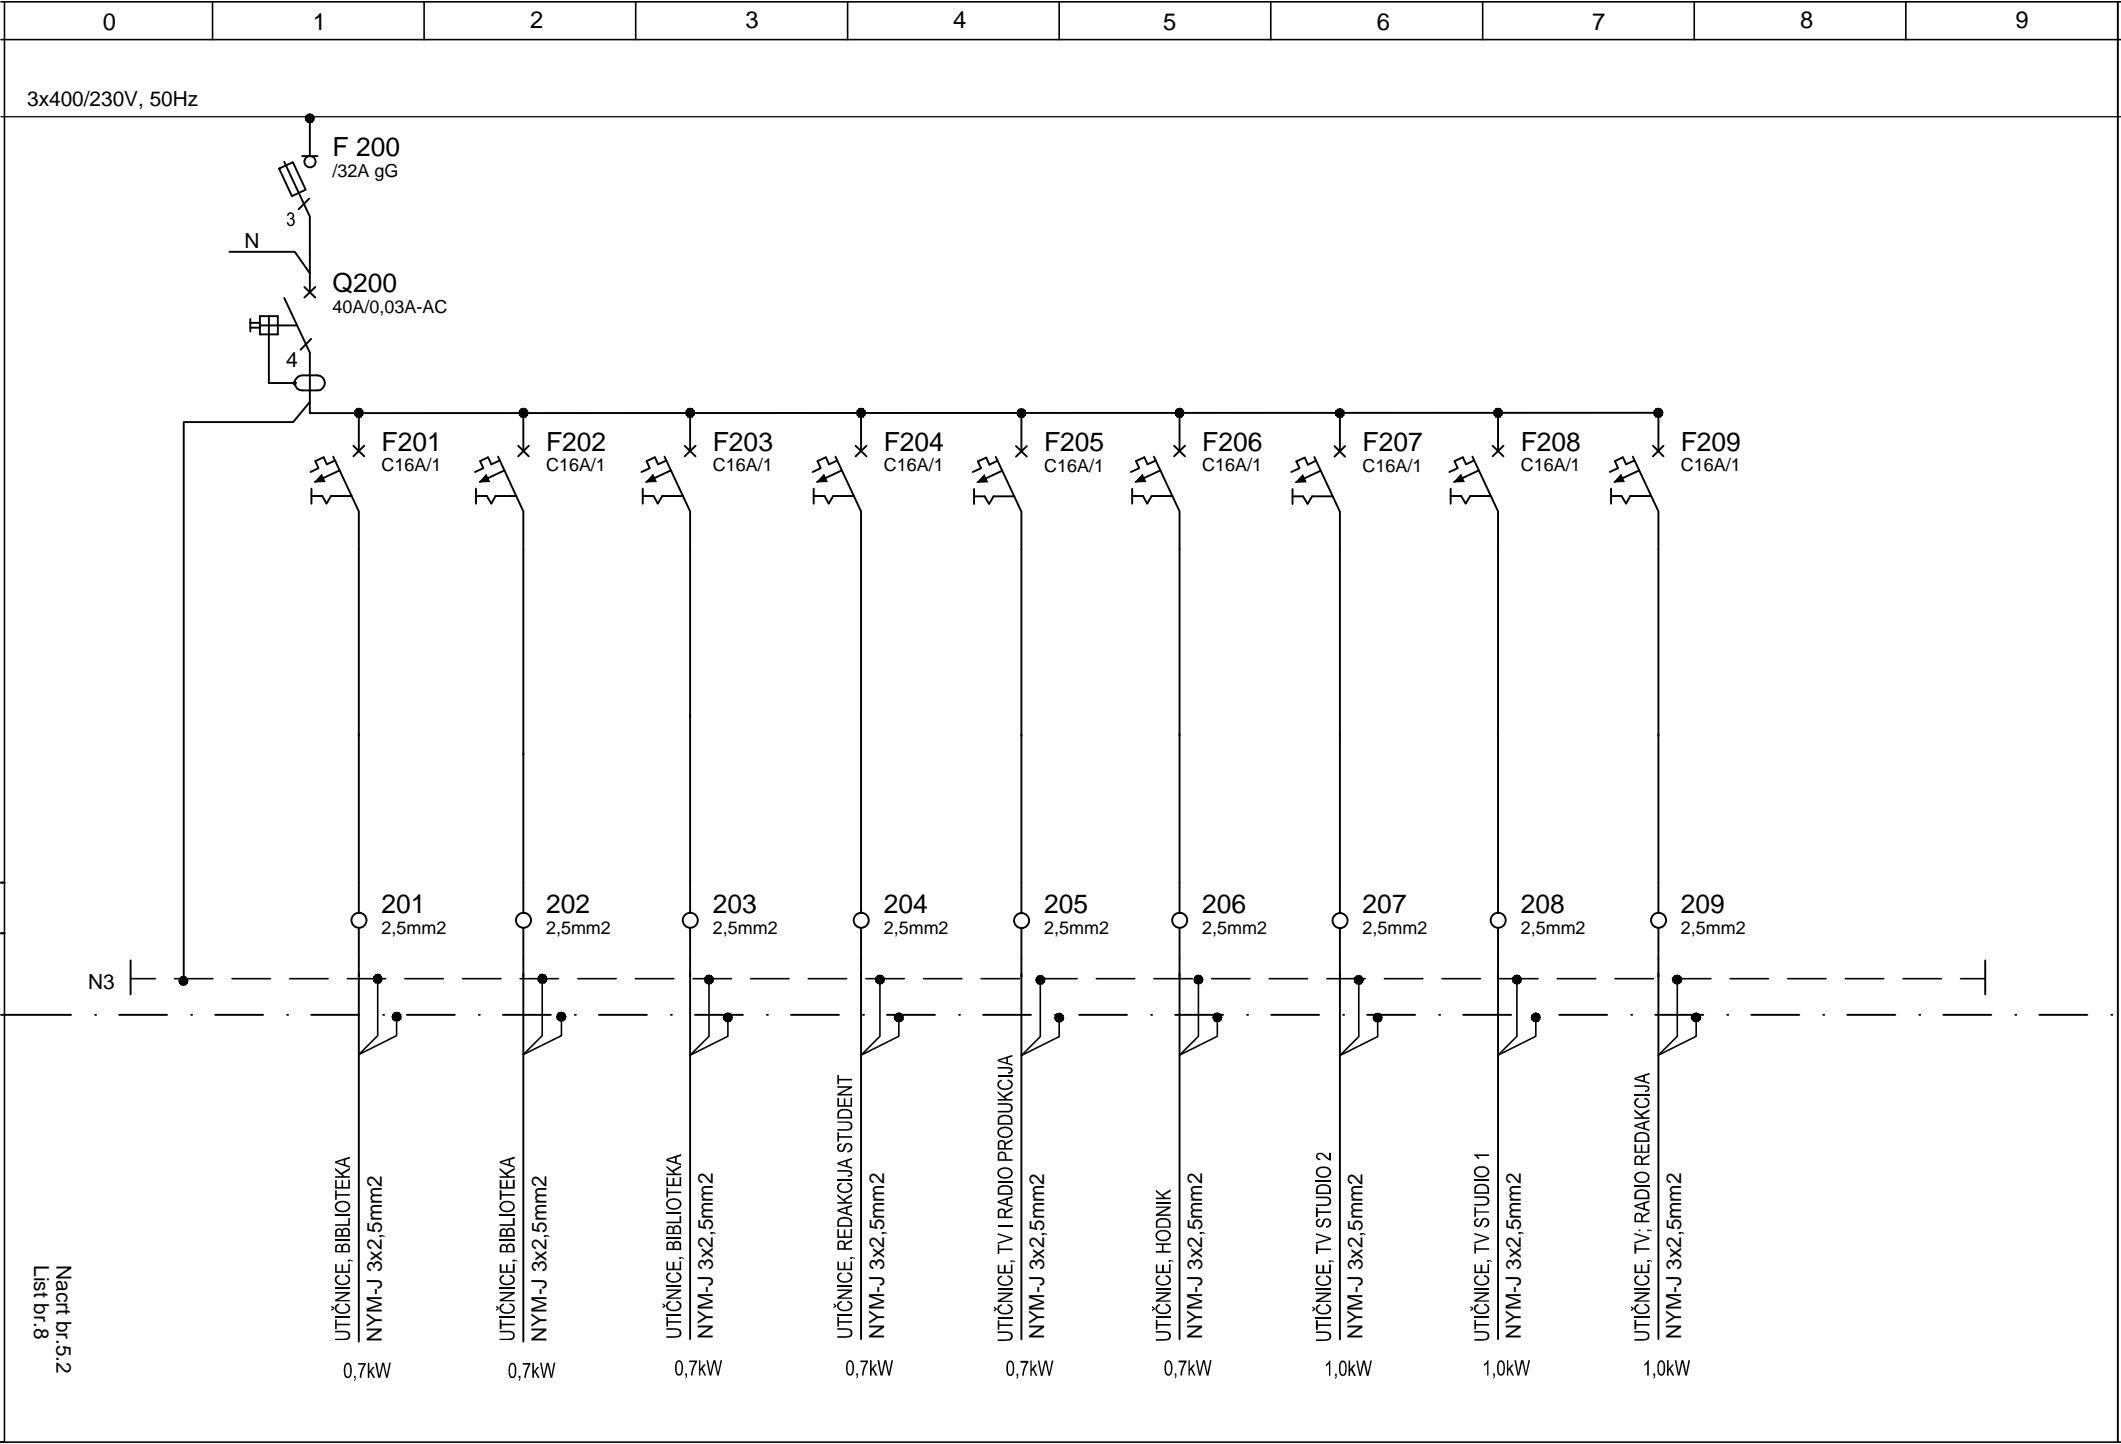 0 1 2 3 4 5 6 7 8 9
3x400/230V, 50Hz
F 200
/32A gG
3
N
Q200
40A/0,03A-AC
4
F201
C16A/1
F202
C16A/1
F203
C16A/1
F204
C16A/1
F205
C16A/1
F206
C16A/1
F207
C16A/1
F208
C16A/1
F209
C16A/1
201
2,5mm2
202
2,5mm2
203
2,5mm2
204
2,5mm2
205
2,5mm2
206
2,5mm2
207
2,5mm2
208
2,5mm2
209
2,5mm2
N3
UTIČNICE, BIBLIOTEKA
NYM-J 3x2,5mm2
UTIČNICE, BIBLIOTEKA
NYM-J 3x2,5mm2
UTIČNICE, BIBLIOTEKA
NYM-J 3x2,5mm2
UTIČNICE, REDAKCIJA STUDENT
NYM-J 3x2,5mm2
UTIČNICE, TV I RADIO PRODUKCIJA
NYM-J 3x2,5mm2
UTIČNICE, HODNIK
NYM-J 3x2,5mm2
UTIČNICE, TV STUDIO 2
NYM-J 3x2,5mm2
UTIČNICE, TV STUDIO 1
NYM-J 3x2,5mm2
UTIČNICE, TV; RADIO REDAKCIJA
NYM-J 3x2,5mm2
0,7kW
0,7kW
0,7kW
0,7kW
0,7kW
0,7kW
1,0kW
1,0kW
1,0kW
Nacrt br.5.2
List br.8